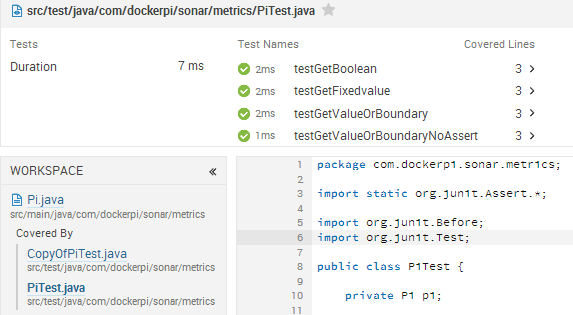 src/test/java/com/dockerpi/sonar/metrics/PiTest.java
Tests
Test Names
Covered Lines
Duration
7 ms
2ms testGetBoolean 3 >
2ms testGetFixedvalue 3 >
2ms testGetValueOrBoundary 3 >
1ms testGetValueOrBoundaryNoAssert 3 >
WORKSPACE «
Pi.java
src/main/java/com/dockerpi/sonar/metrics
Covered By
CopyOfPiTest.java
src/test/java/com/dockerpi/sonar/metrics
PiTest.java
src/test/java/com/dockerpi/sonar/metrics
1 package com.dockerpi.sonar.metrics;
2
3 import static org.junit.Assert.*;
4
5 import org.junit.Before;
6 import org.junit.Test;
7
8 public class PiTest {
9
10 private Pi pi;
11